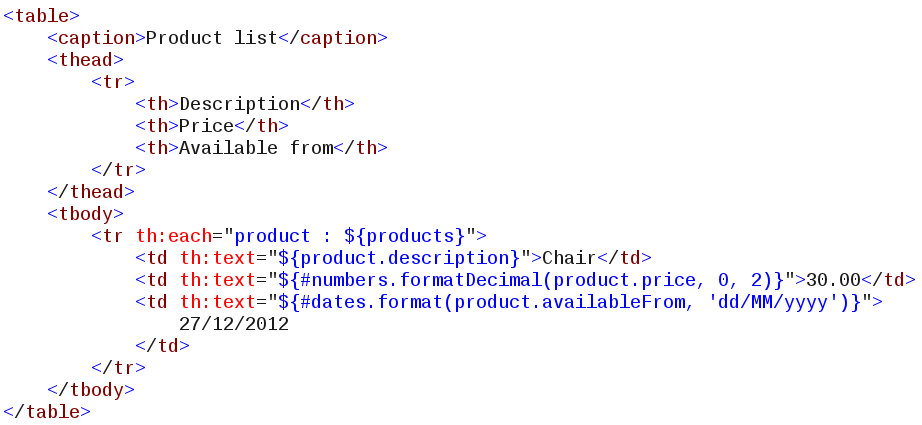 <table>
    <caption>Product list</caption>
    <thead>
        <tr>
            <th>Description</th>
            <th>Price</th>
            <th>Available from</th>
        </tr>
    </thead>
    <tbody>
        <tr th:each="product : ${products}">
            <td th:text="${product.description}">Chair</td>
            <td th:text="${#numbers.formatDecimal(product.price, 0, 2)}">30.00</td>
            <td th:text="${#dates.format(product.availableFrom, 'dd/MM/yyyy')}">
                27/12/2012
            </td>
        </tr>
    </tbody>
</table>